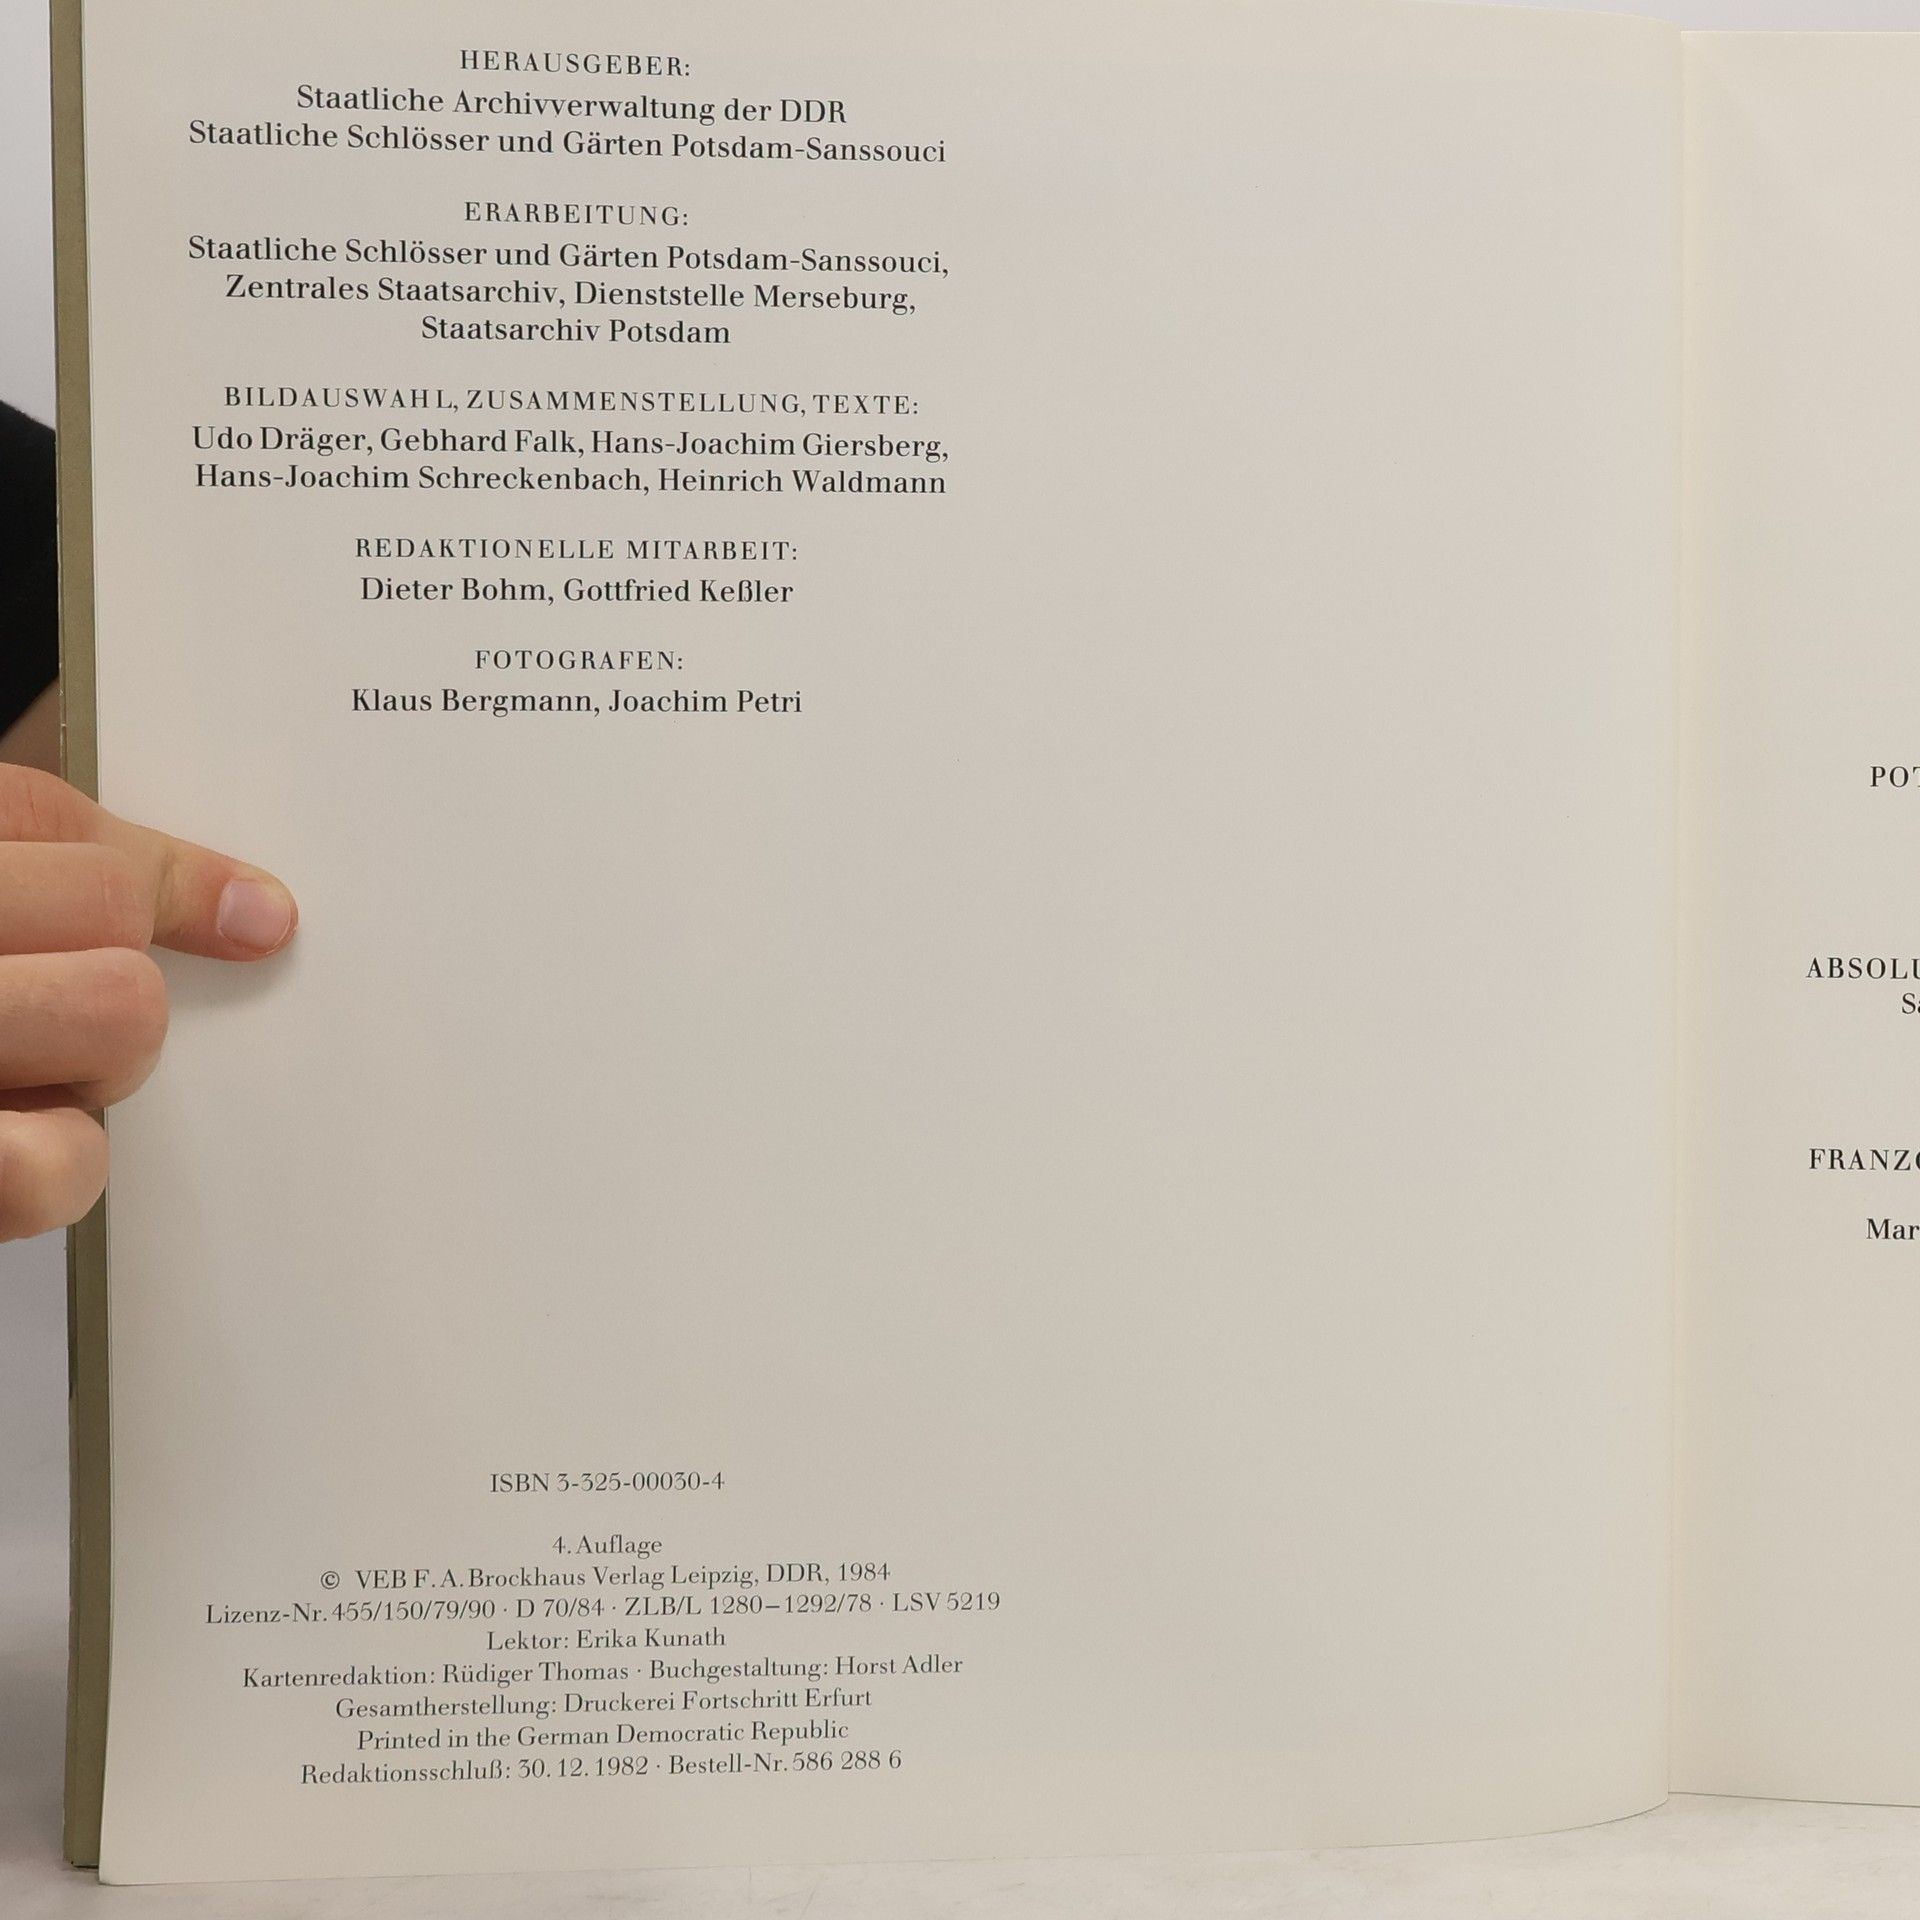 HERAUSGEBER:
Staatliche Archivverwaltung der DDR
Staatliche Schlösser und Gärten Potsdam-Sanssouci
ERARBEITUNG:
Staatliche Schlösser und Gärten Potsdam-Sanssouci,
Zentrales Staatsarchiv, Dienststelle Merseburg,
Staatsarchiv Potsdam
BILDAUSWAHL, ZUSAMMENSTELLUNG, TEXTE:
Udo Dräger, Gebhard Falk, Hans-Joachim Giersberg,
Hans-Joachim Schreckenbach, Heinrich Waldmann
REDAKTIONELLE MITARBEIT:
Dieter Bohm, Gottfried Keßler
FOTOGRAFEN:
Klaus Bergmann, Joachim Petri
ISBN 3-325-00030-4
4. Auflage
© VEB F. A. Brockhaus Verlag Leipzig, DDR, 1984
Lizenz-Nr. 455/150/79/90 · D 70/84 · ZLB/L 1280–1292/78 · LSV 5219
Lektor: Erika Kunath
Kartenredaktion: Rüdiger Thomas · Buchgestaltung: Horst Adler
Gesamtherstellung: Druckerei Fortschritt Erfurt
Printed in the German Democratic Republic
Redaktionsschluß: 30. 12. 1982 · Bestell-Nr. 586 288 6